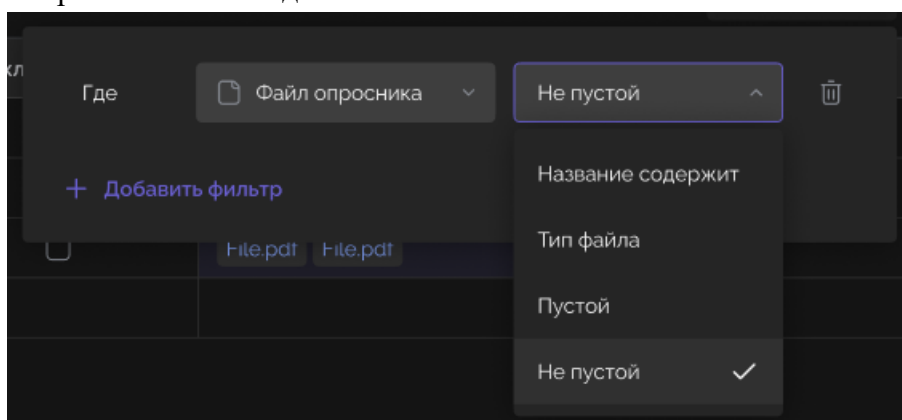 Где
Файл опросника
Не пустой
+ Добавить фильтр
Название содержит
Тип файла
Пустой
Не пустой
File.pdf File.pdf